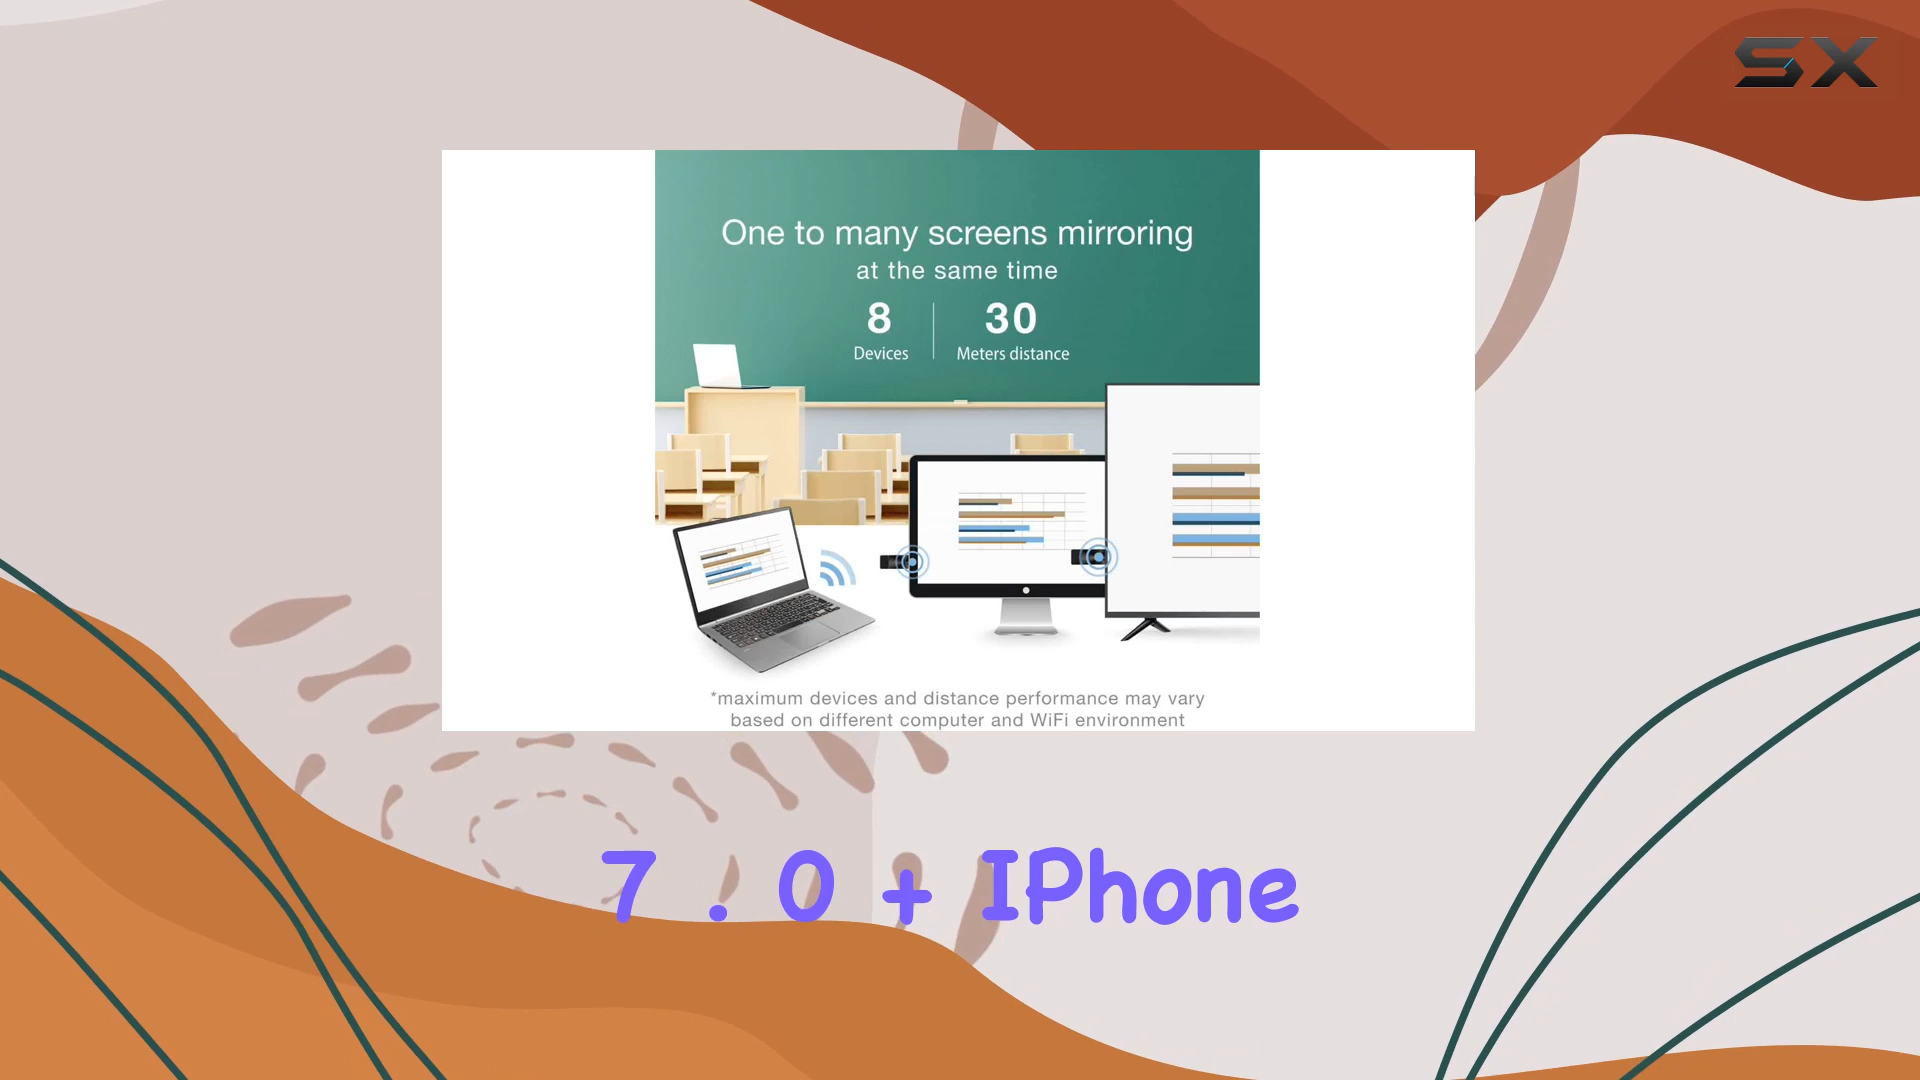 SX
One to many screens mirroring
at the same time
8
Devices
30
Meters distance
*maximum devices and distance performance may vary
based on different computer and WiFi environment
7 . 0 + IPhone